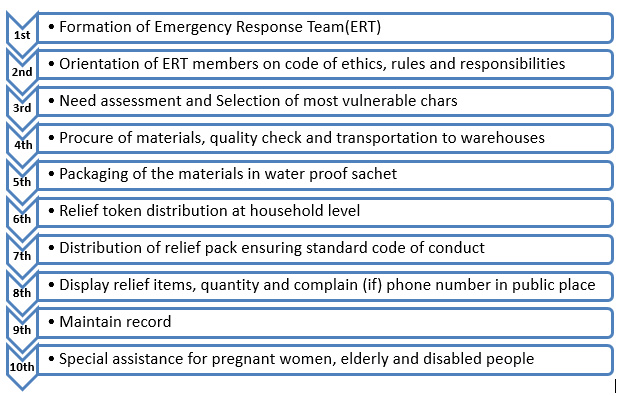 1st • Formation of Emergency Response Team(ERT)
2nd • Orientation of ERT members on code of ethics, rules and responsibilities
3rd • Need assessment and Selection of most vulnerable chars
4th • Procure of materials, quality check and transportation to warehouses
5th • Packaging of the materials in water proof sachet
6th • Relief token distribution at household level
7th • Distribution of relief pack ensuring standard code of conduct
8th • Display relief items, quantity and complain (if) phone number in public place
9th • Maintain record
10th • Special assistance for pregnant women, elderly and disabled people